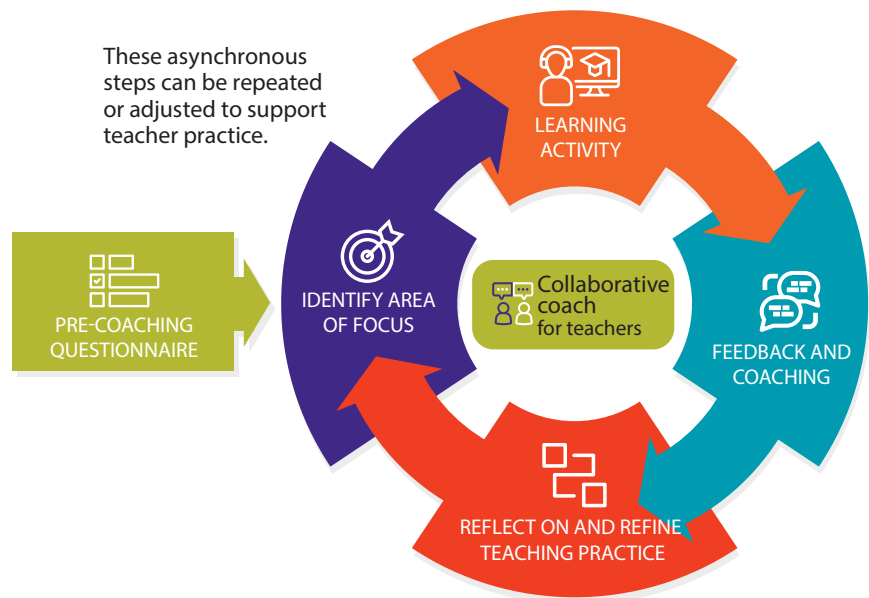 These asynchronous
steps can be repeated
or adjusted to support
teacher practice.
PRE-COACHING
QUESTIONNAIRE
IDENTIFY AREA
OF FOCUS
LEARNING
ACTIVITY
FEEDBACK AND
COACHING
REFLECT ON AND REFINE
TEACHING PRACTICE
Collaborative
coach
for teachers